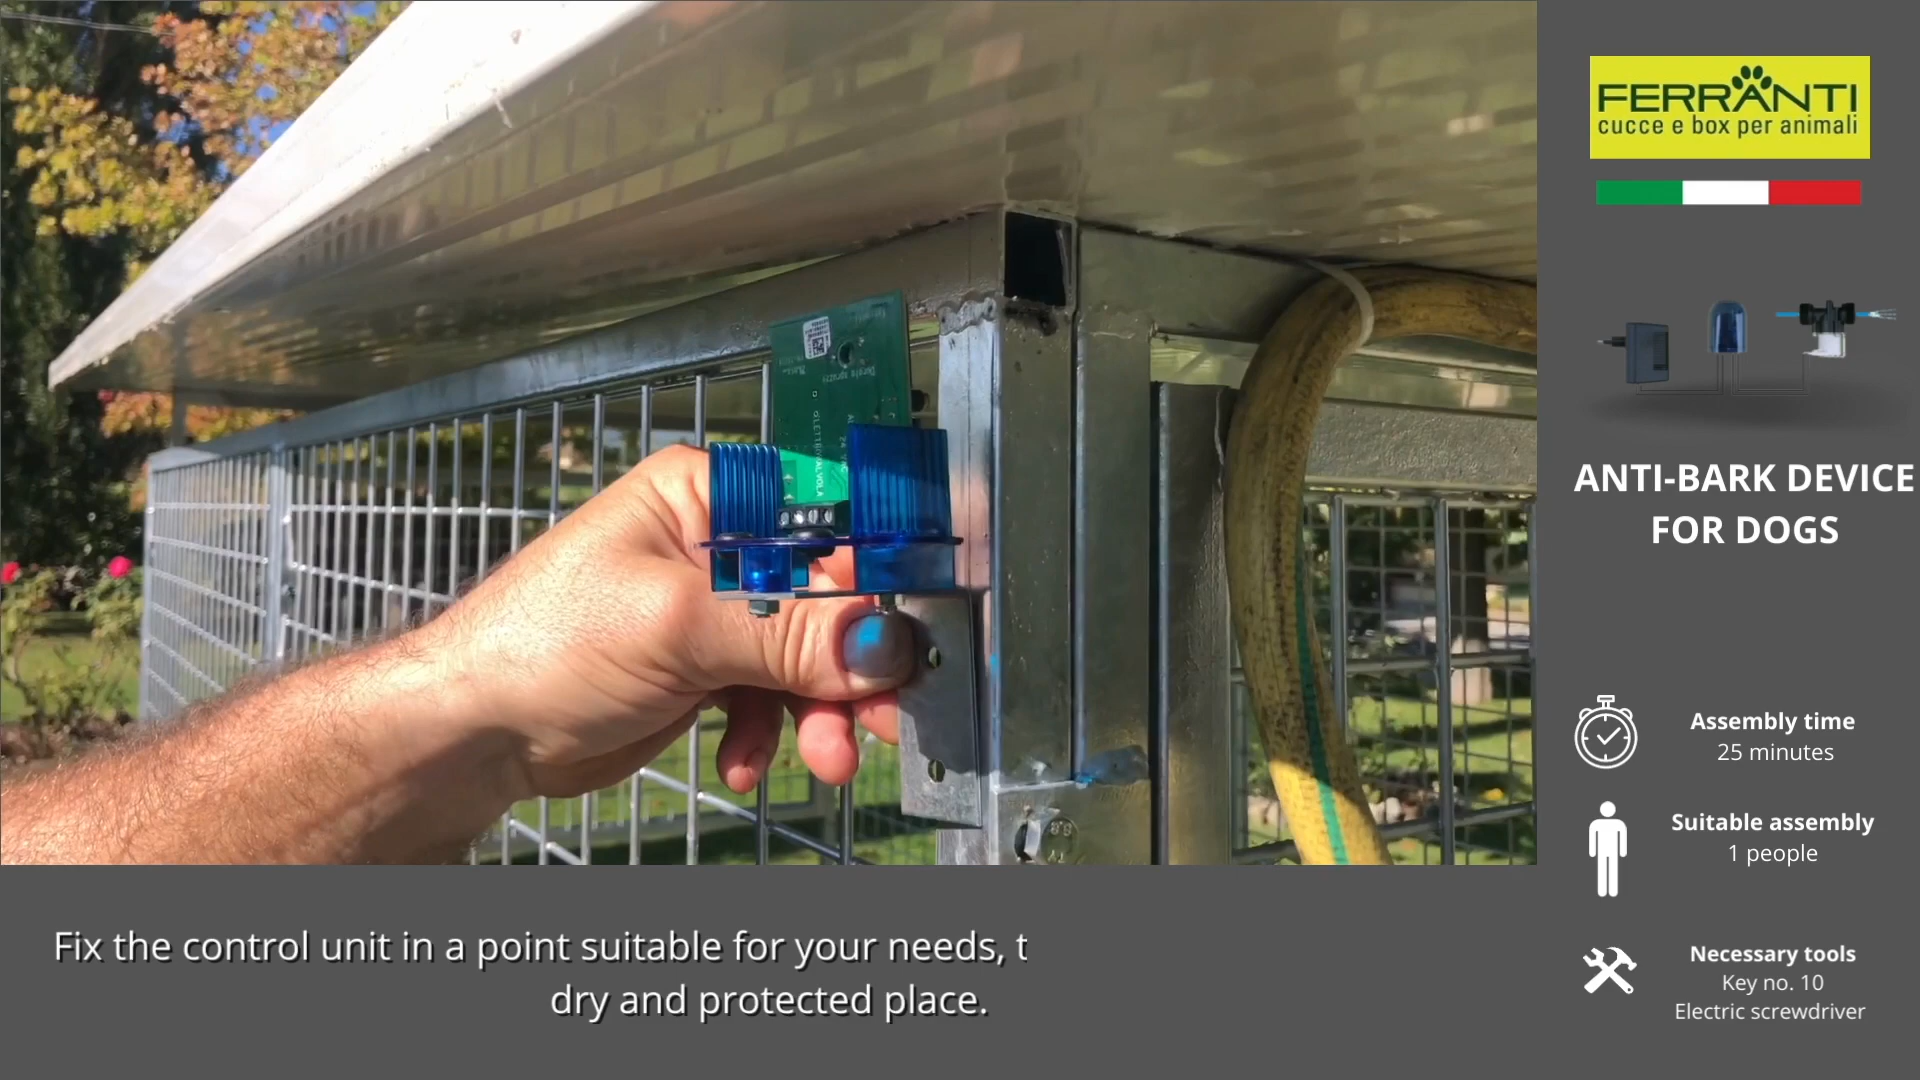 FERRANTI
cucce e box per animali
ANTI-BARK DEVICE
FOR DOGS
Assembly time
25 minutes
Suitable assembly
1 people
Necessary tools
Key no. 10
Electric screwdriver
Fix the control unit in a point suitable for your needs, t
dry and protected place.
8.8